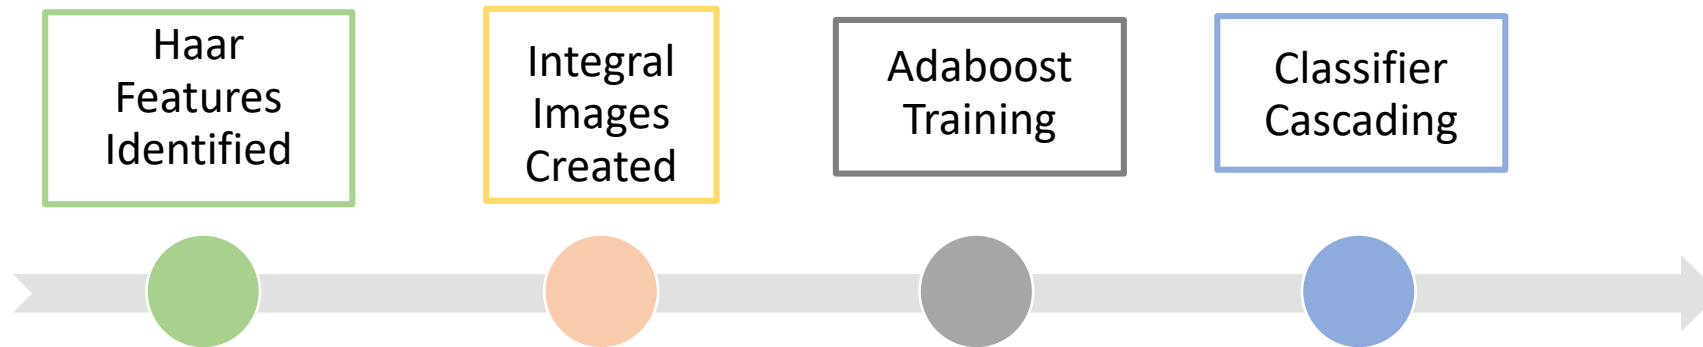 Haar
Features
Identified
Integral
Images
Created
Adaboost
Training
Classifier
Cascading